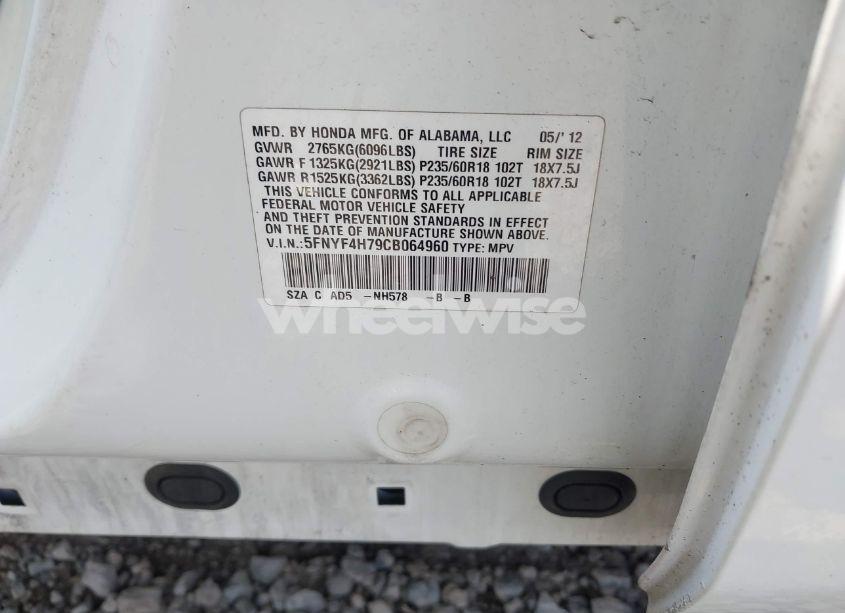 MFD. BY HONDA MFG. OF ALABAMA, LLC 05/'12
GVWR 2765KG(6096LBS) TIRE SIZE RIM SIZE
GAWR F 1325KG(2921LBS) P235/60R18 102T 18X7.5J
GAWR R1525KG(3362LBS) P235/60R18 102T 18X7.5J
THIS VEHICLE CONFORMS TO ALL APPLICABLE
FEDERAL MOTOR VEHICLE SAFETY
AND THEFT PREVENTION STANDARDS IN EFFECT
ON THE DATE OF MANUFACTURE SHOWN ABOVE.
V.I.N.:5FNYF4H79CB064960 TYPE: MPV
SZA C AD5 -NH578 -B -B
wheelwise